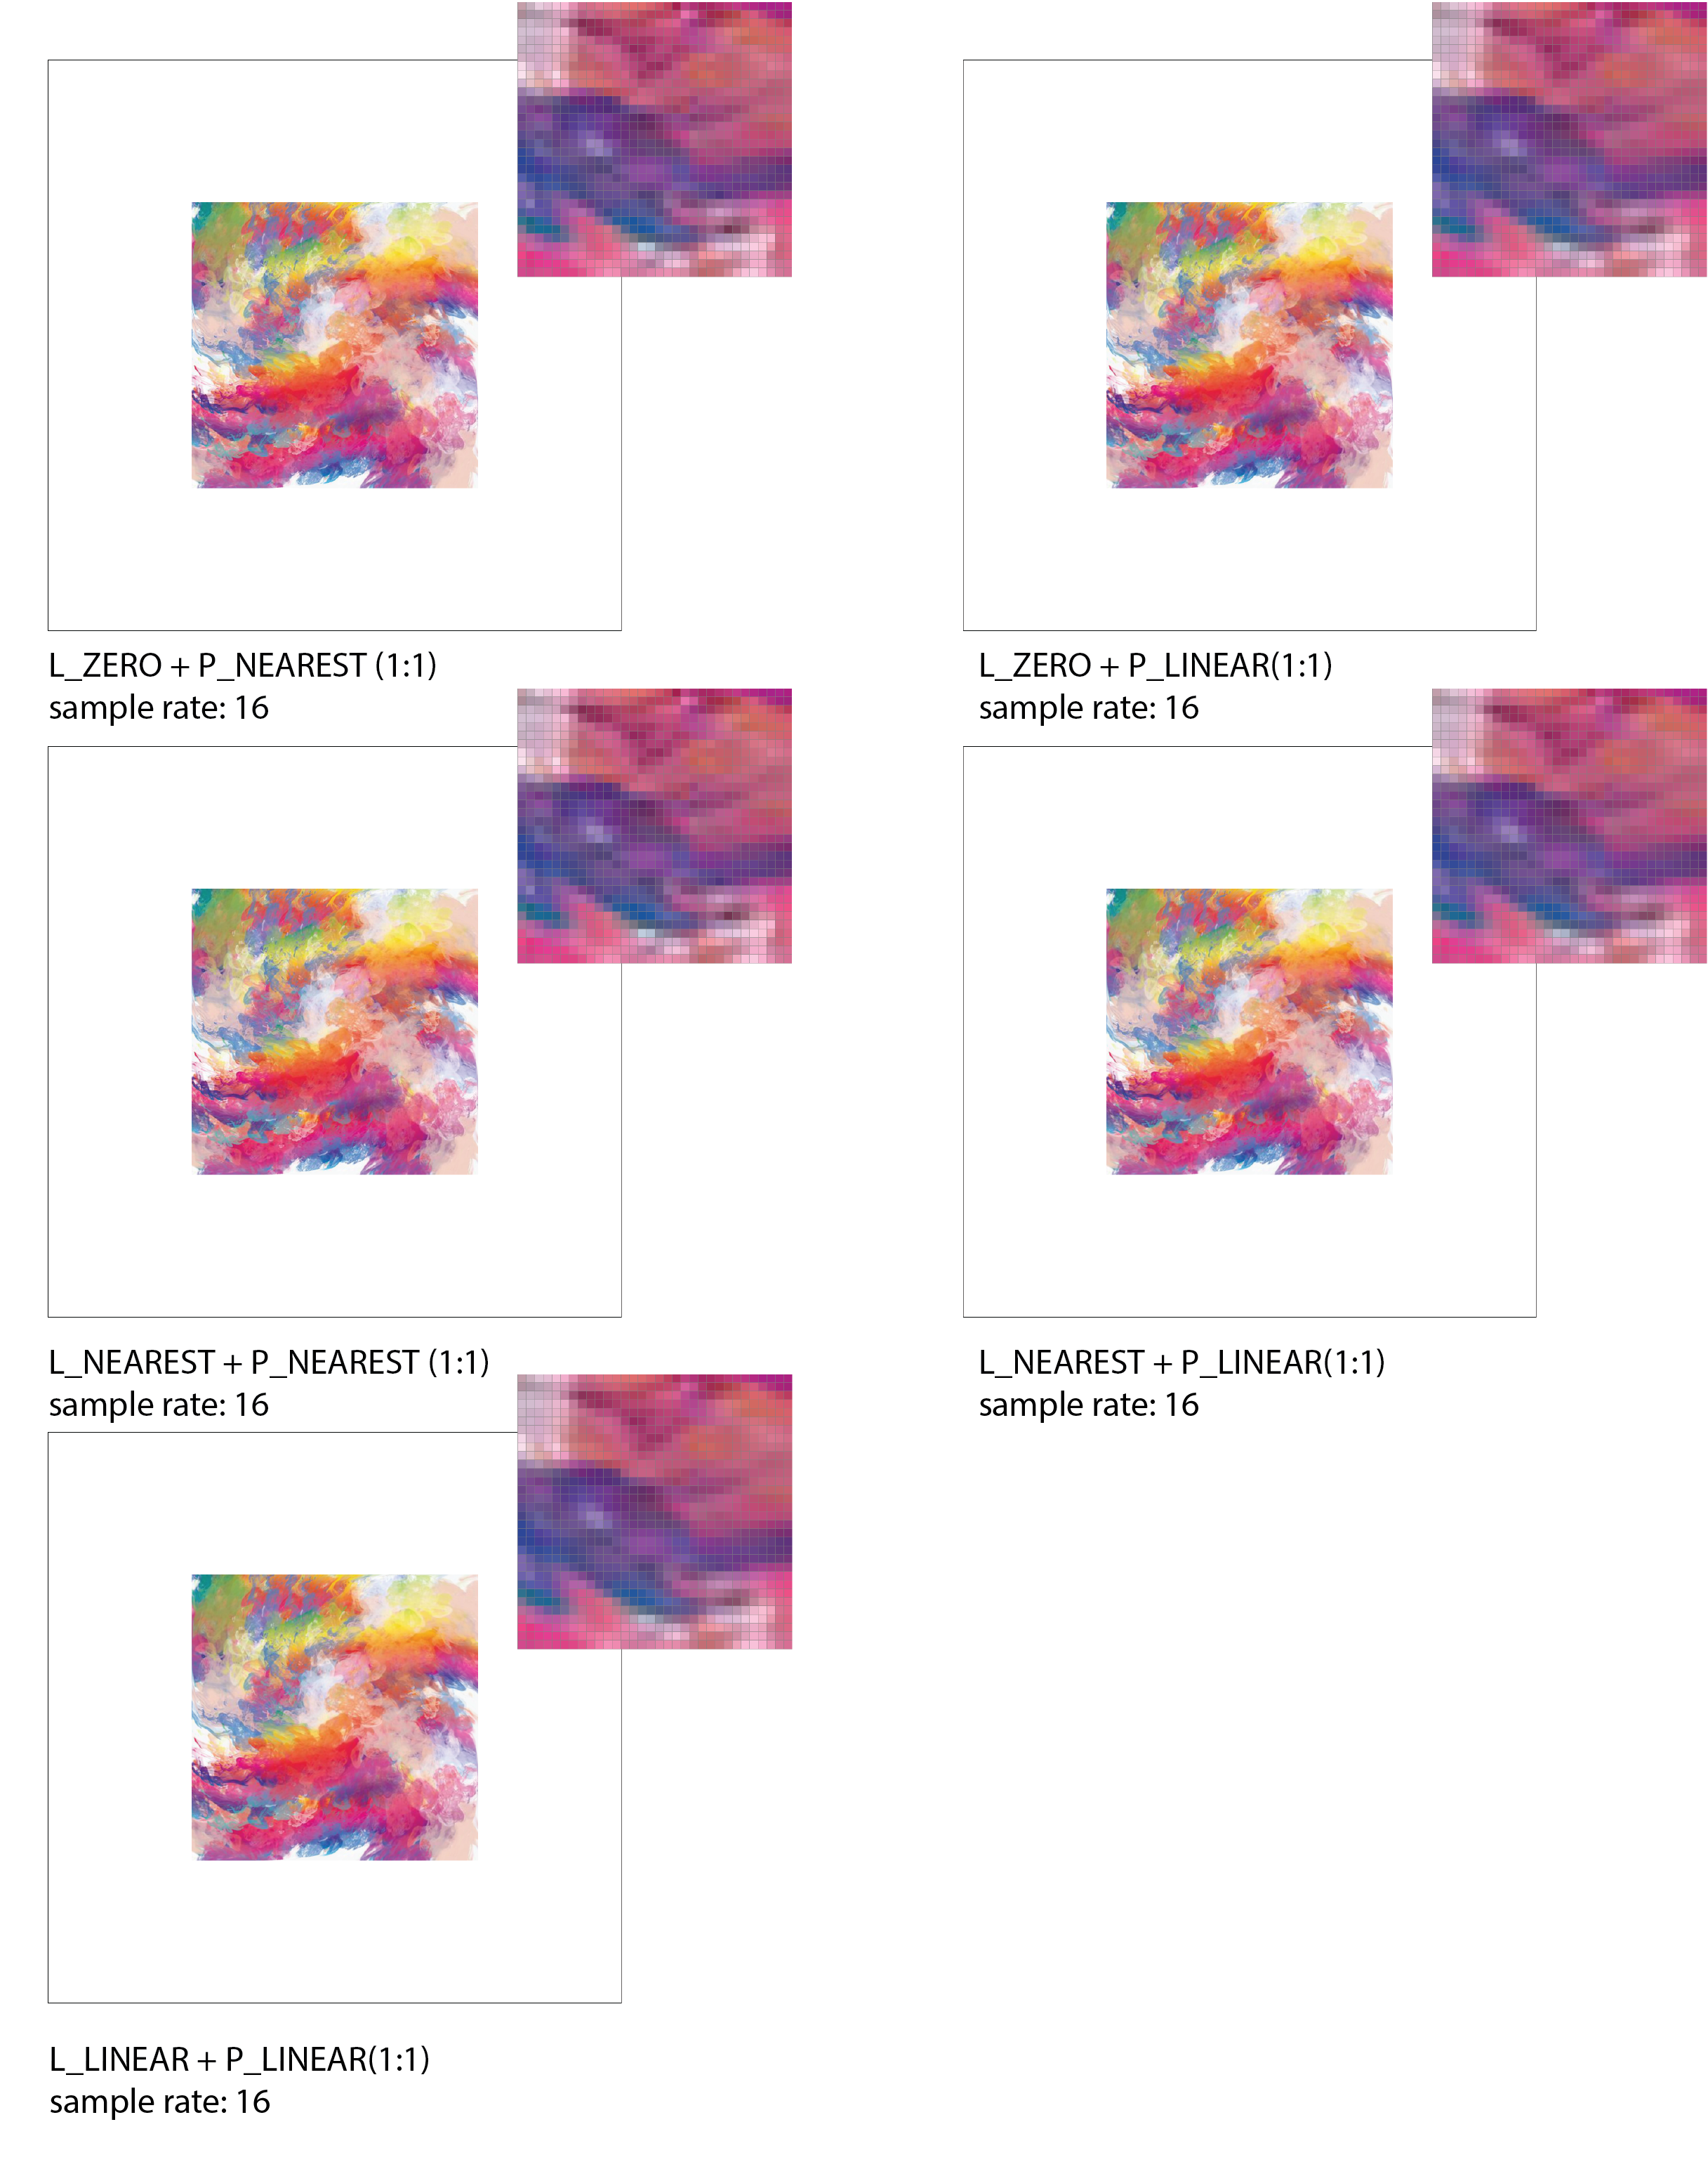 L_ZERO + P_NEAREST (1:1)
sample rate: 16
L_ZERO + P_LINEAR(1:1)
sample rate: 16
L_NEAREST + P_NEAREST (1:1)
sample rate: 16
L_NEAREST + P_LINEAR(1:1)
sample rate: 16
L_LINEAR + P_LINEAR(1:1)
sample rate: 16